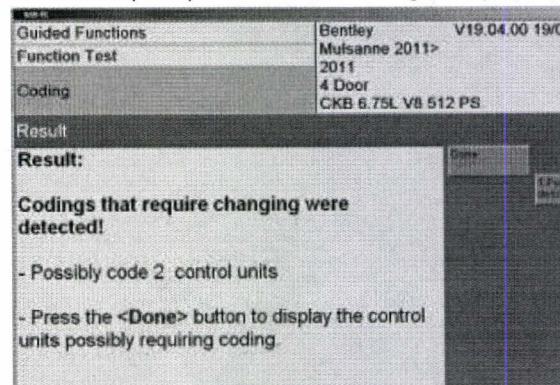 Guided Functions
Bentley V19.04.00 19/0
Function Test
Mulsanne 2011>
2011
Coding
4 Door
CKB 6.75L V8 512 PS
Result
Result:
Done
Codings that require changing were
detected!
- Possibly code 2 control units
- Press the <Done> button to display the control
units possibly requiring coding.